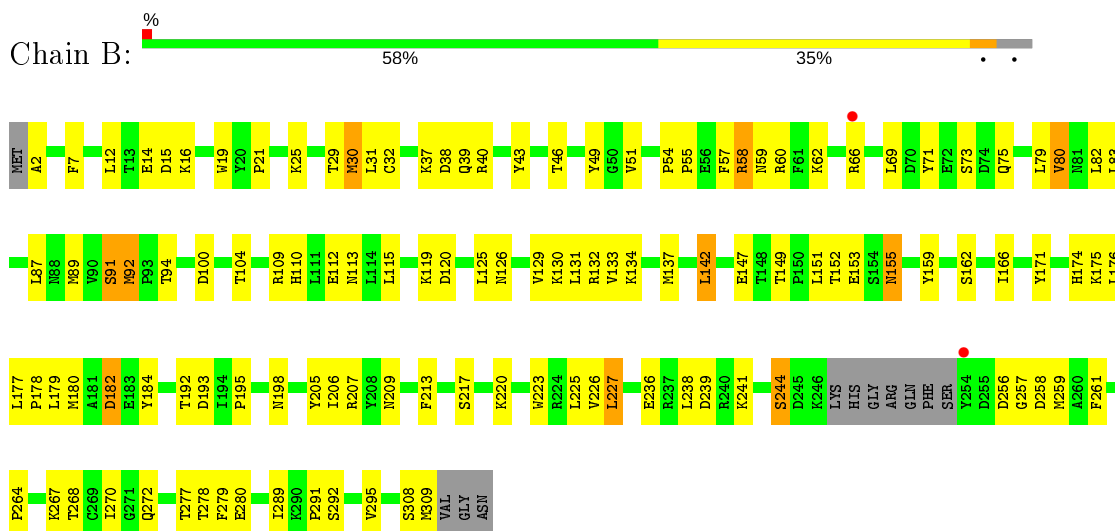 %
Chain B:
58% 35% • •
MET A2 F7 L12 T13 E14 D15 K16 W19 Y20 P21 K25 T29 M30 L31 C32 K37 D38 Q39 R40 Y43 T46 Y49 G50 V51 P54 P55 E56 F57 R58 N59 R60 F61 K62 R66 L69 D70 Y71 E72 S73 D74 Q75 L79 V80 N81 L82 L83
L87 N88 M89 V90 S91 M92 P93 T94 D100 T104 R109 H110 L111 E112 N113 L114 L115 K119 D120 L125 N126 V129 K130 L131 R132 V133 K134 M137 L142 E147 T148 T149 P150 L151 T152 E153 S154 N155 Y159 S162 I166 Y171 H174 K175 L176
L177 P178 L179 M180 A181 D182 E183 Y184 T192 D193 I194 P195 N198 Y205 I206 R207 Y208 N209 F213 S217 K220 W223 R224 L225 V226 L227 E236 R237 L238 D239 R240 K241 S244 D245 K246 LYS HIS GLY ARG GLN PHE SER Y254 D255 D256 G257 D258 M259 A260 F261
P264 K267 T268 C269 I270 G271 Q272 T277 T278 F279 E280 I289 K290 P291 S292 V295 S308 M309 VAL GLY ASN